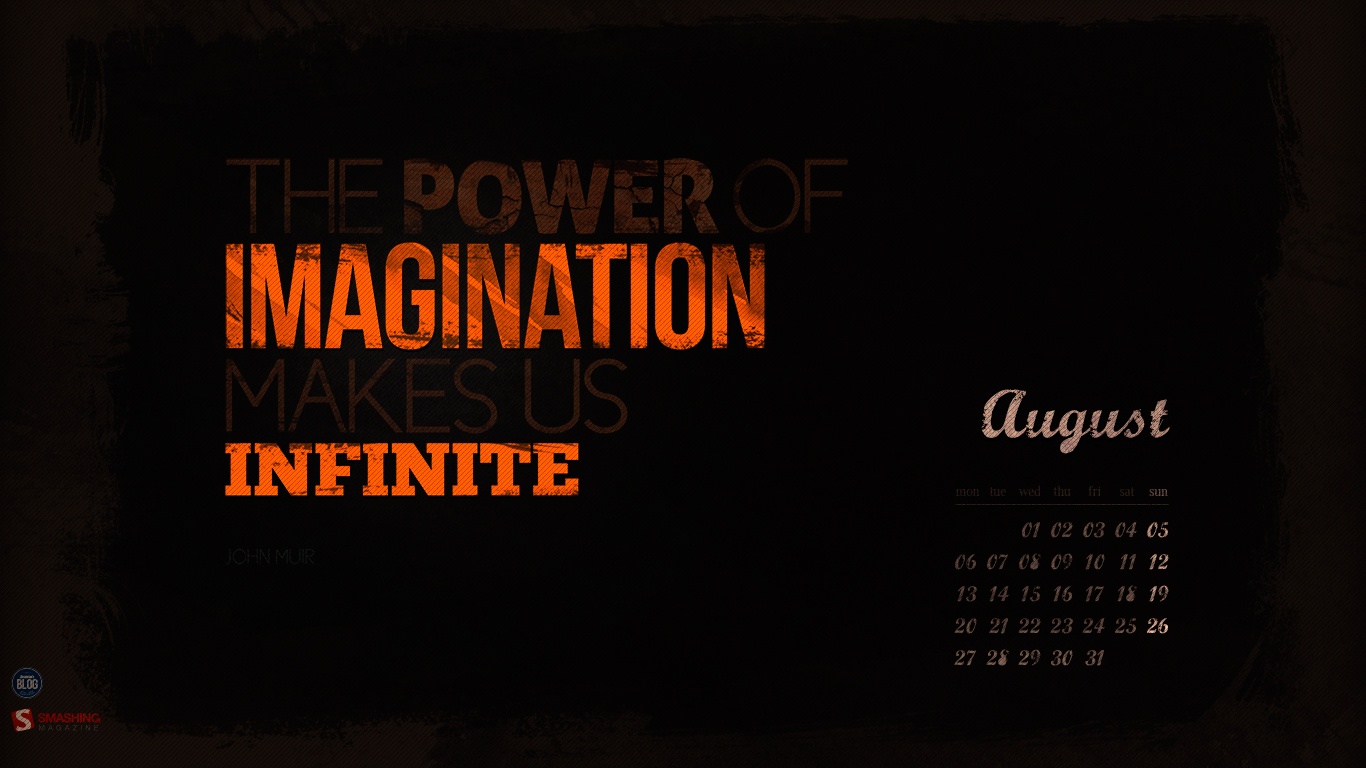 THE POWER OF
IMAGINATION
MAKES US
INFINITE
JOHN MUIR
August
mon tue wed thu fri sat sun
01 02 03 04 05
06 07 08 09 10 11 12
13 14 15 16 17 18 19
20 21 22 23 24 25 26
27 28 29 30 31
BLOG
SMASHING
MAGAZINE